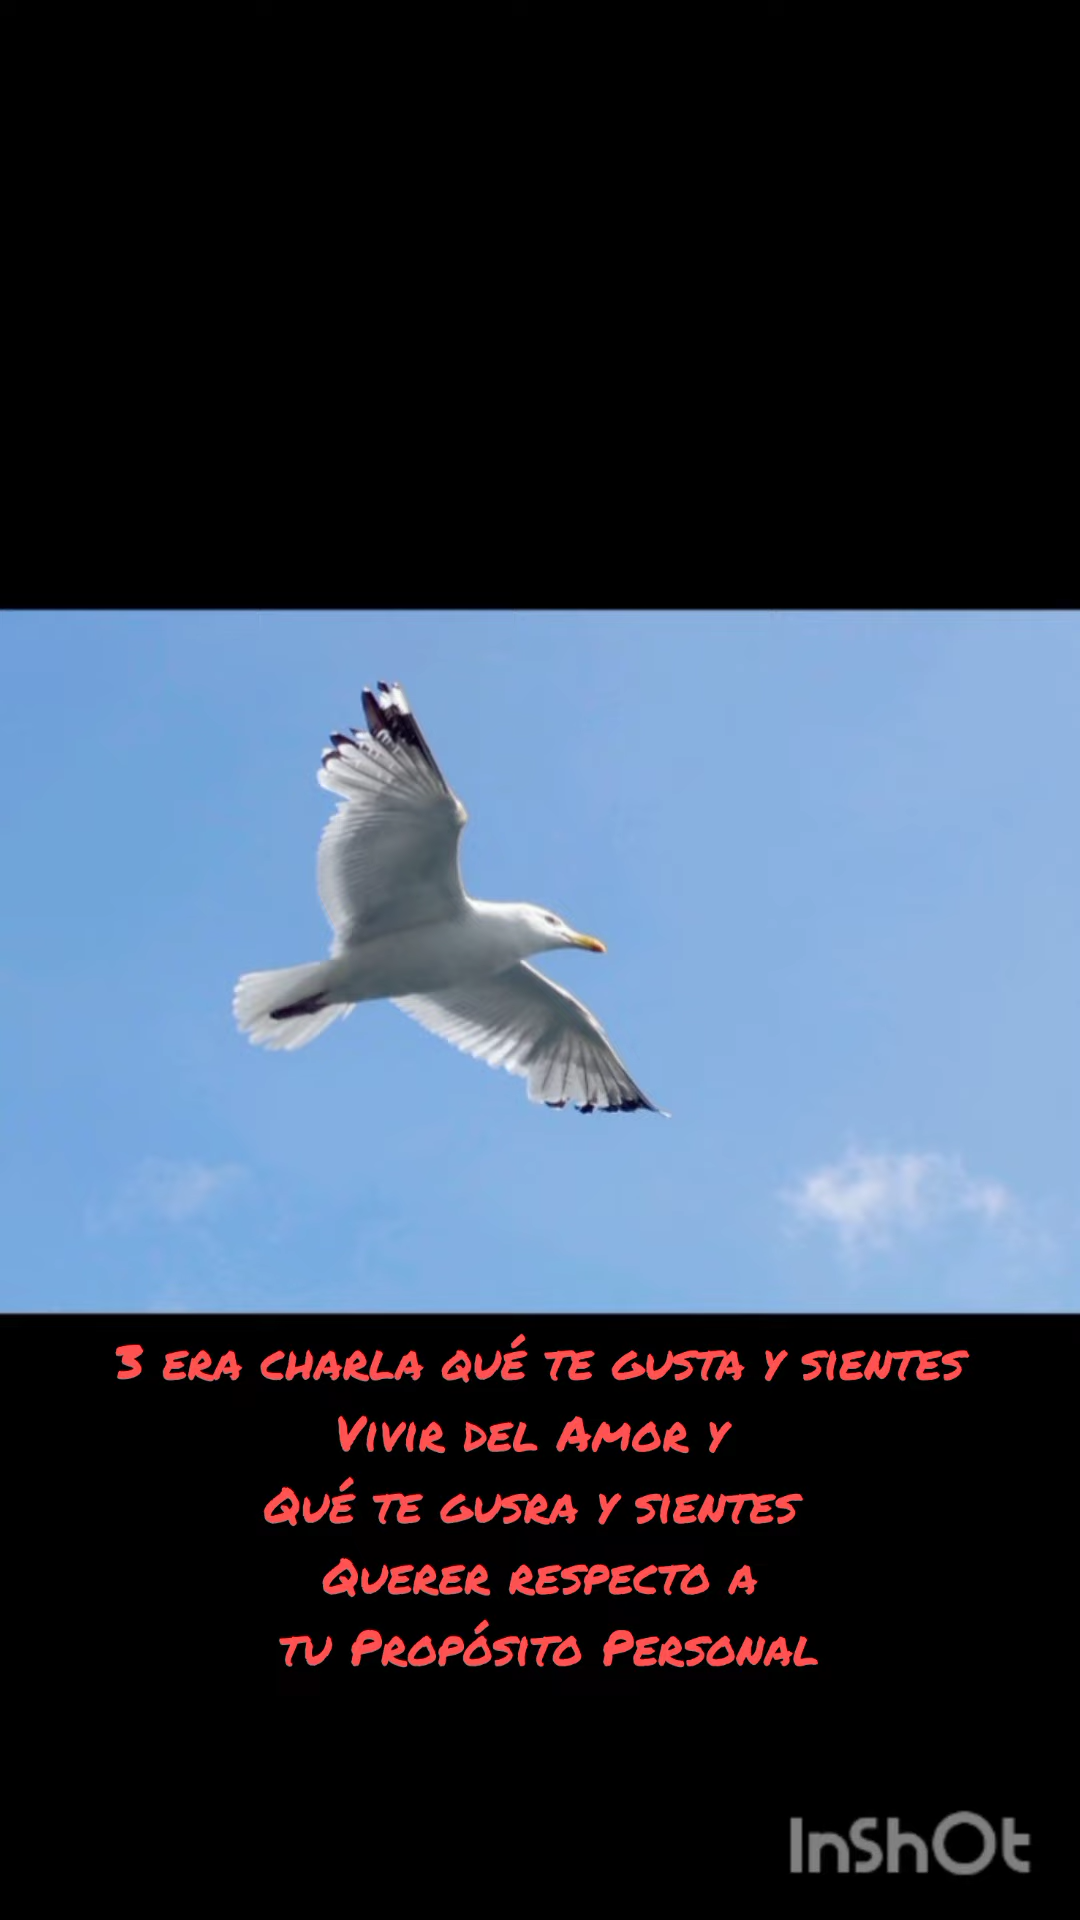 3 era charla qué te gusta y sientes
Vivir del Amor y
Qué te gusra y sientes
Querer respecto a
tu Propósito Personal
InShOt